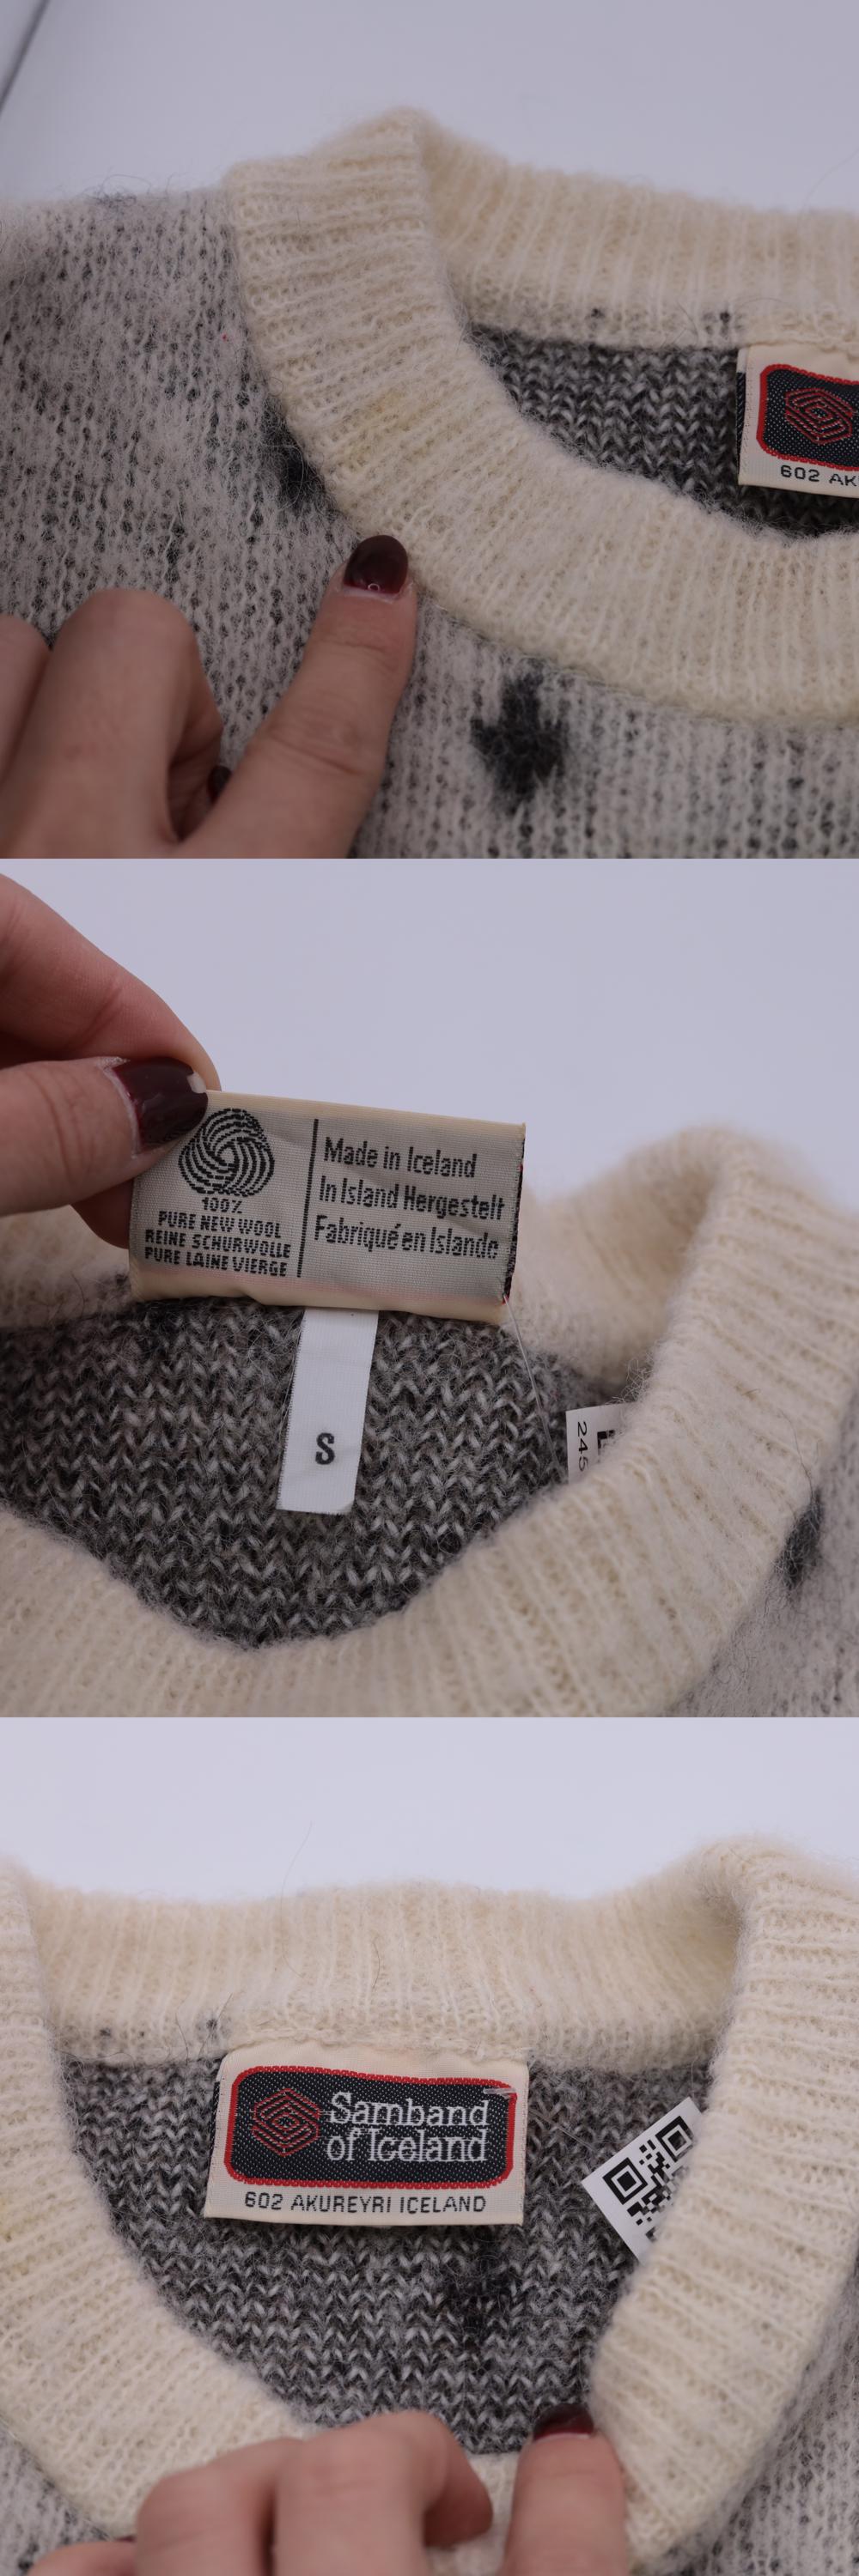 602 AK
100%
PURE NEW WOOL
REINE SCHURWOLLE
PURE LAINE VIERGE
Made in Iceland
In Island Hergestellt
Fabriqué en Islande
S
245
Samband
of Iceland
602 AKUREYRI ICELAND